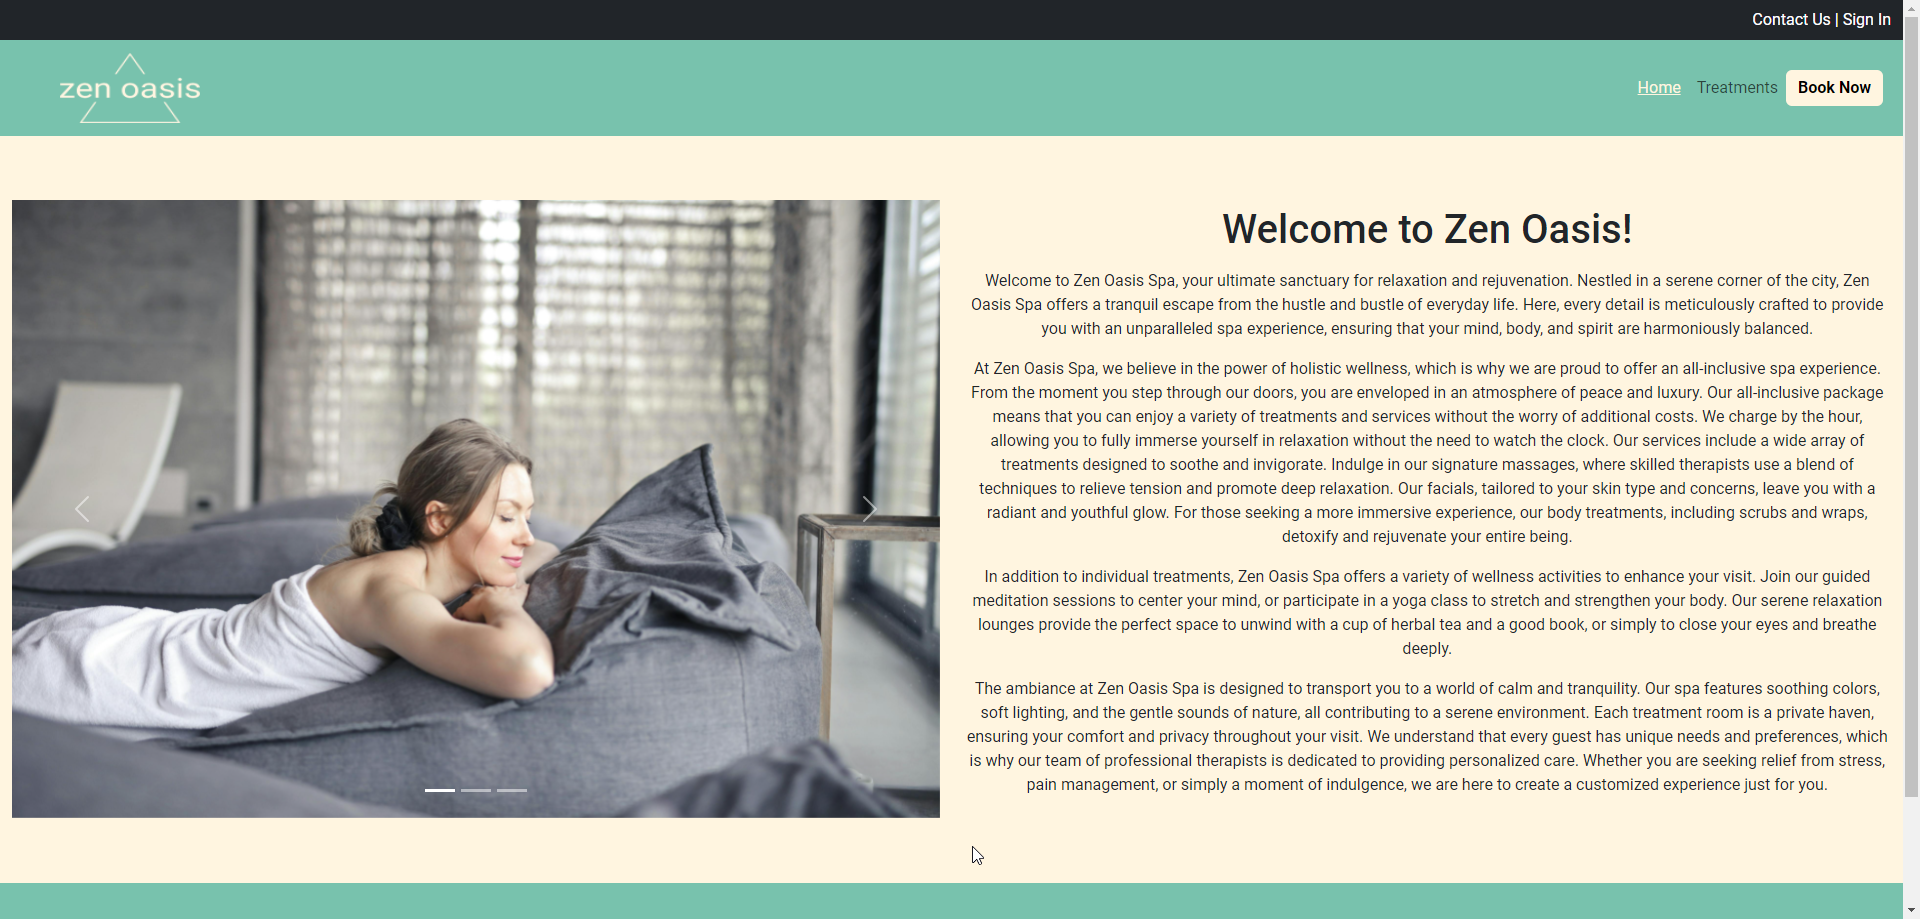 Contact Us | Sign In
zen oasis
Home Treatments Book Now
Welcome to Zen Oasis!
Welcome to Zen Oasis Spa, your ultimate sanctuary for relaxation and rejuvenation. Nestled in a serene corner of the city, Zen
Oasis Spa offers a tranquil escape from the hustle and bustle of everyday life. Here, every detail is meticulously crafted to provide
you with an unparalleled spa experience, ensuring that your mind, body, and spirit are harmoniously balanced.
At Zen Oasis Spa, we believe in the power of holistic wellness, which is why we are proud to offer an all-inclusive spa experience.
From the moment you step through our doors, you are enveloped in an atmosphere of peace and luxury. Our all-inclusive package
means that you can enjoy a variety of treatments and services without the worry of additional costs. We charge by the hour,
allowing you to fully immerse yourself in relaxation without the need to watch the clock. Our services include a wide array of
treatments designed to soothe and invigorate. Indulge in our signature massages, where skilled therapists use a blend of
techniques to relieve tension and promote deep relaxation. Our facials, tailored to your skin type and concerns, leave you with a
radiant and youthful glow. For those seeking a more immersive experience, our body treatments, including scrubs and wraps,
detoxify and rejuvenate your entire being.
In addition to individual treatments, Zen Oasis Spa offers a variety of wellness activities to enhance your visit. Join our guided
meditation sessions to center your mind, or participate in a yoga class to stretch and strengthen your body. Our serene relaxation
lounges provide the perfect space to unwind with a cup of herbal tea and a good book, or simply to close your eyes and breathe
deeply.
The ambiance at Zen Oasis Spa is designed to transport you to a world of calm and tranquility. Our spa features soothing colors,
soft lighting, and the gentle sounds of nature, all contributing to a serene environment. Each treatment room is a private haven,
ensuring your comfort and privacy throughout your visit. We understand that every guest has unique needs and preferences, which
is why our team of professional therapists is dedicated to providing personalized care. Whether you are seeking relief from stress,
pain management, or simply a moment of indulgence, we are here to create a customized experience just for you.